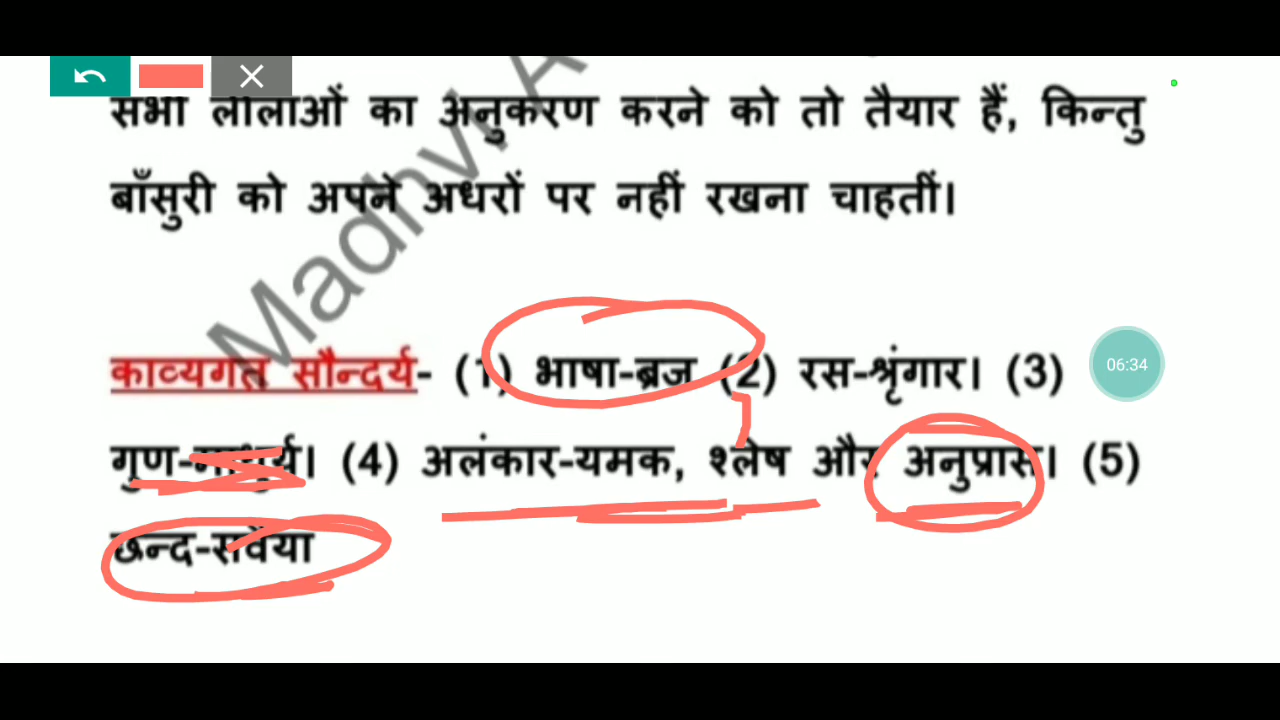 सभी लीलाओं का अनुकरण करने को तो तैयार हैं, किन्तु
बाँसुरी को अपने अधरों पर नहीं रखना चाहतीं।
काव्यगत सौन्दर्य- (1) भाषा-ब्रज (2) रस-श्रृंगार। (3)
06:34
गुण-माधुर्य। (4) अलंकार-यमक, श्लेष और अनुप्रास। (5)
छन्द-सवैया
Madhvi A